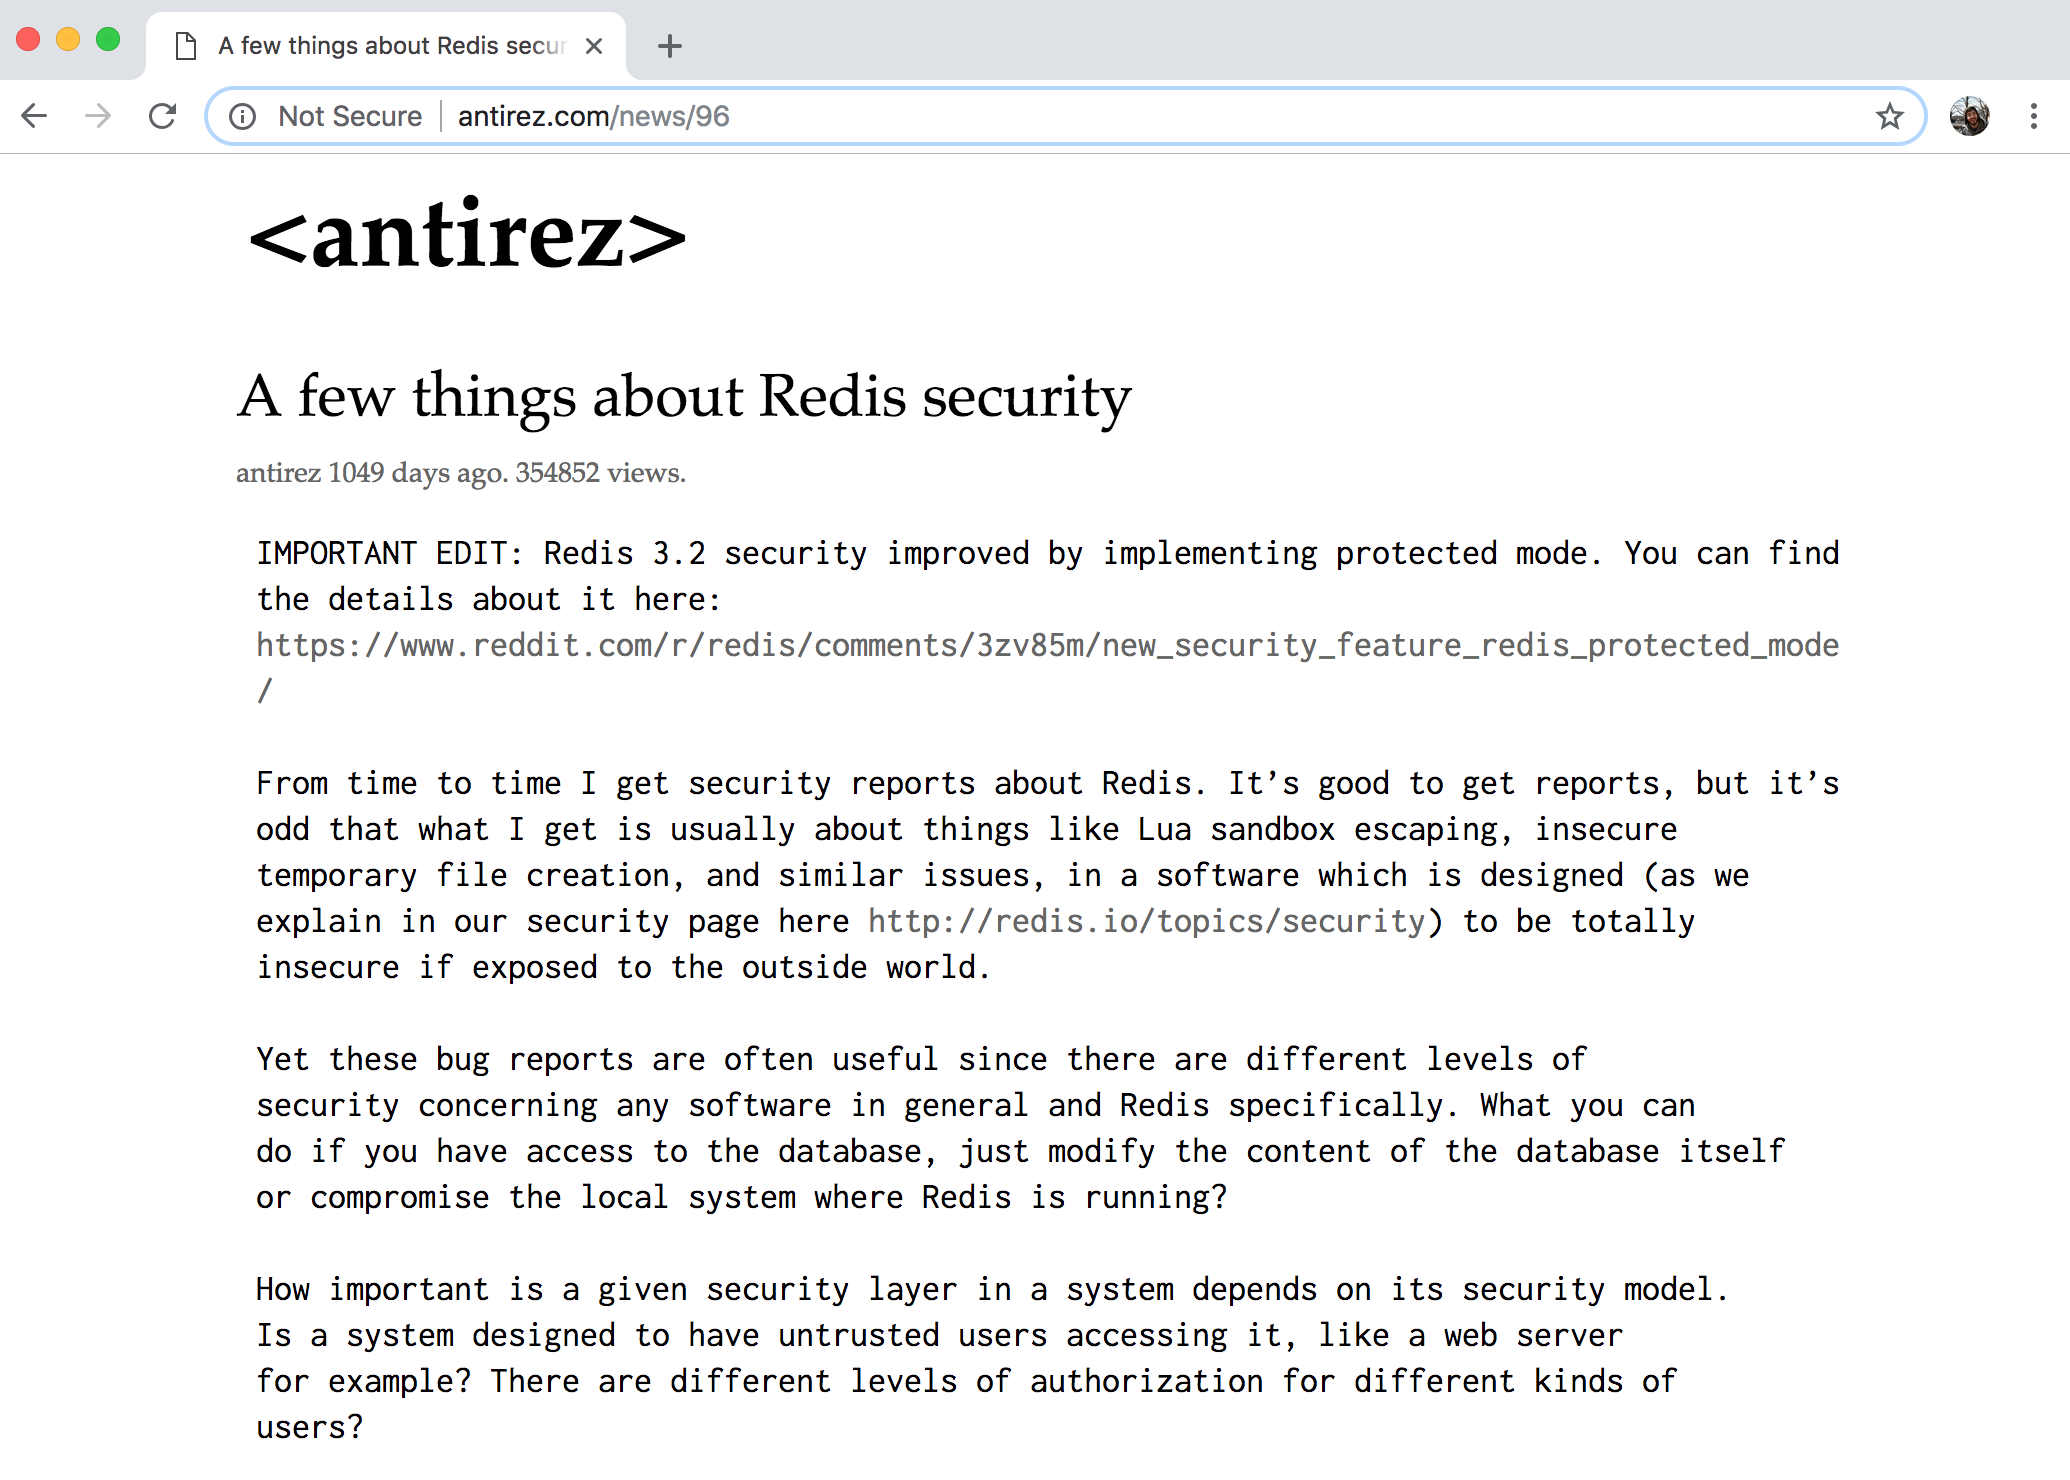 A few things about Redis secur
Not Secure
antirez.com/news/96
<antirez>
A few things about Redis security
antirez 1049 days ago. 354852 views.
IMPORTANT EDIT: Redis 3.2 security improved by implementing protected mode. You can find
the details about it here:
https://www.reddit.com/r/redis/comments/3zv85m/new_security_feature_redis_protected_mode
/
From time to time I get security reports about Redis. It’s good to get reports, but it’s
odd that what I get is usually about things like Lua sandbox escaping, insecure
temporary file creation, and similar issues, in a software which is designed (as we
explain in our security page here http://redis.io/topics/security) to be totally
insecure if exposed to the outside world.
Yet these bug reports are often useful since there are different levels of
security concerning any software in general and Redis specifically. What you can
do if you have access to the database, just modify the content of the database itself
or compromise the local system where Redis is running?
How important is a given security layer in a system depends on its security model.
Is a system designed to have untrusted users accessing it, like a web server
for example? There are different levels of authorization for different kinds of
users?